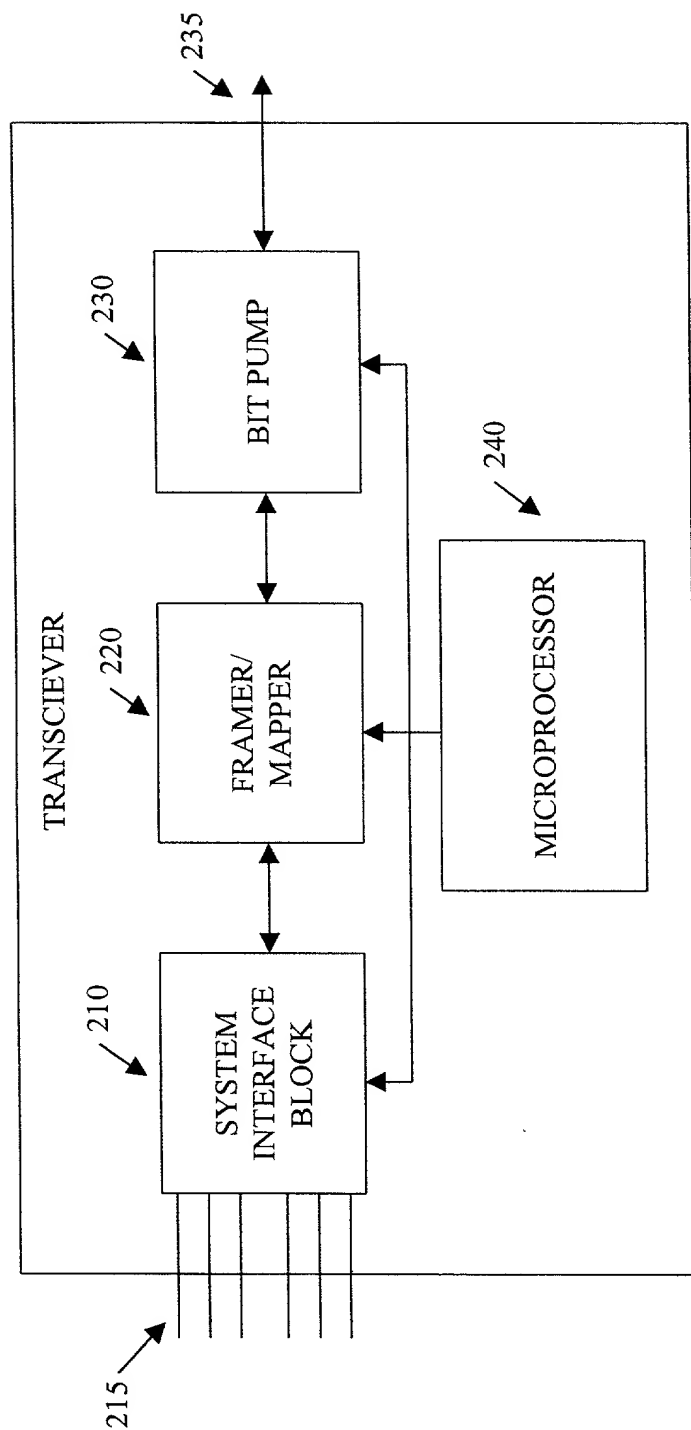 TRANSCIEVER
215
210
220
230
235
SYSTEM
INTERFACE
BLOCK
FRAMER/
MAPPER
BIT PUMP
240
MICROPROCESSOR